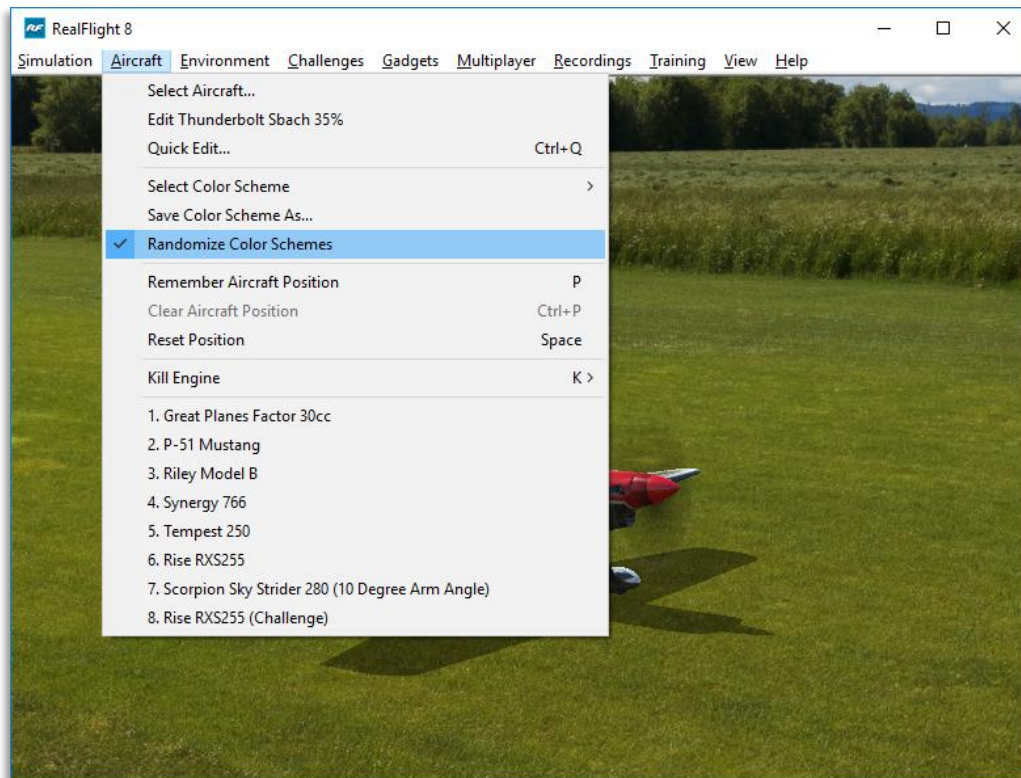 RF RealFlight 8
Simulation Aircraft Environment Challenges Gadgets Multiplayer Recordings Training View Help
Select Aircraft...
Edit Thunderbolt Sbach 35%
Quick Edit... Ctrl+Q
Select Color Scheme
Save Color Scheme As...
Randomize Color Schemes
Remember Aircraft Position P
Clear Aircraft Position Ctrl+P
Reset Position Space
Kill Engine K
1. Great Planes Factor 30cc
2. P-51 Mustang
3. Riley Model B
4. Synergy 766
5. Tempest 250
6. Rise RXS255
7. Scorpion Sky Strider 280 (10 Degree Arm Angle)
8. Rise RXS255 (Challenge)